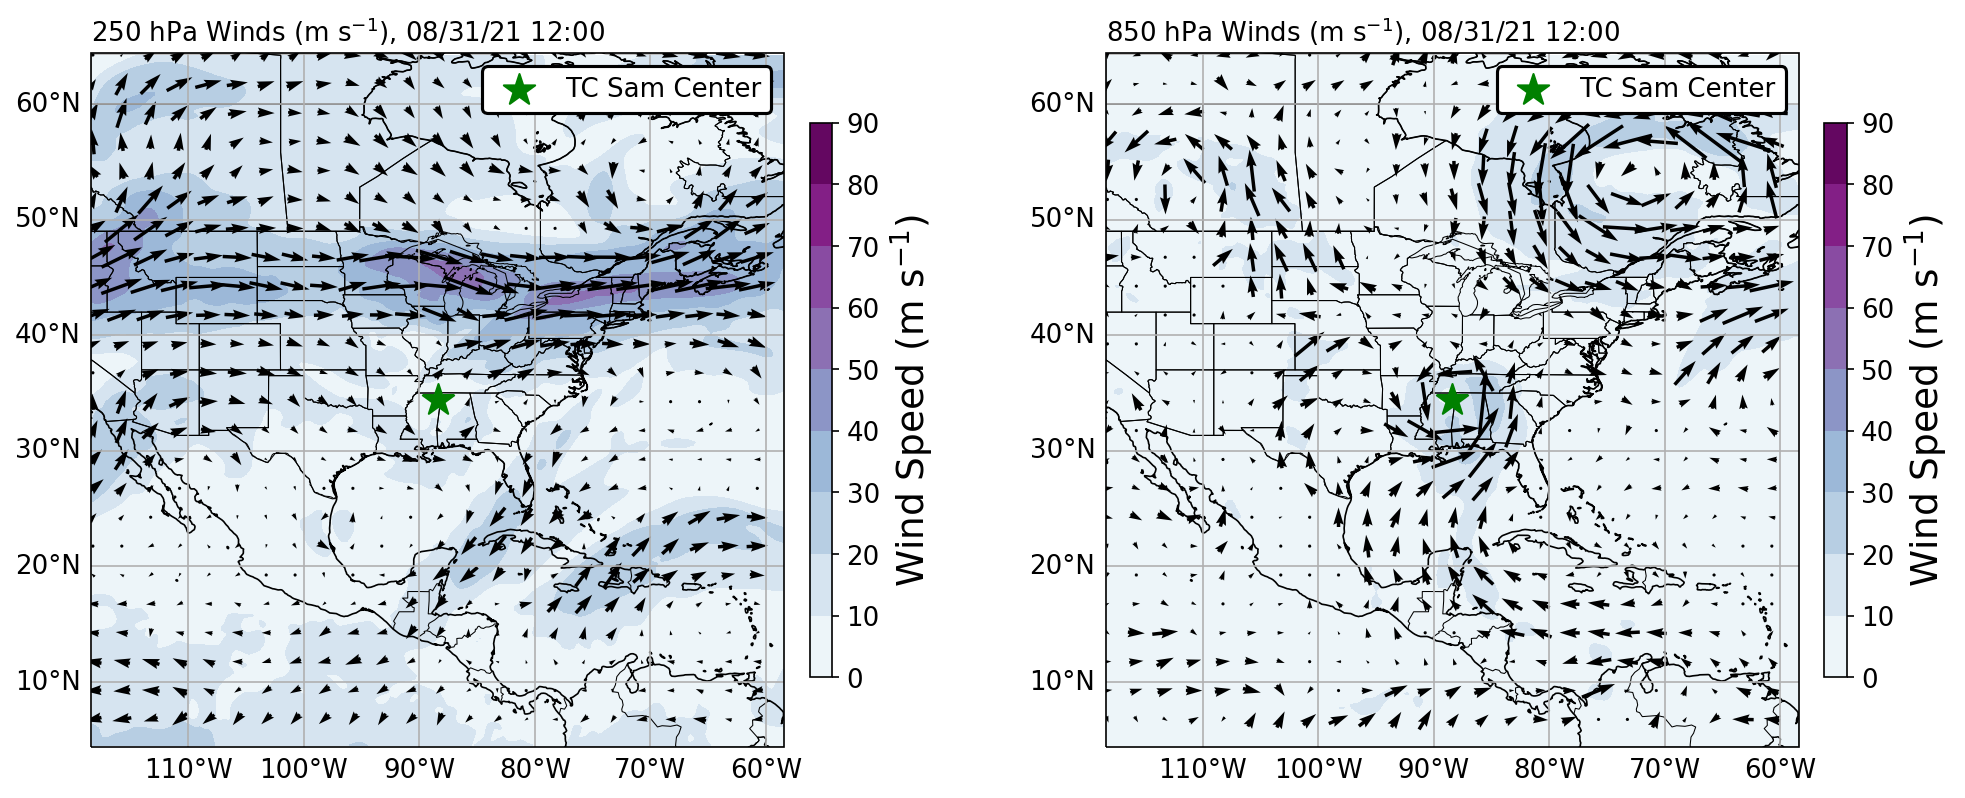 250 hPa Winds (m s⁻¹), 08/31/21 12:00
TC Sam Center
60°N
50°N
40°N
30°N
20°N
10°N
110°W 100°W 90°W 80°W 70°W 60°W
90
80
70
60
50
40
30
20
10
0
Wind Speed (m s⁻¹)
850 hPa Winds (m s⁻¹), 08/31/21 12:00
TC Sam Center
60°N
50°N
40°N
30°N
20°N
10°N
110°W 100°W 90°W 80°W 70°W 60°W
90
80
70
60
50
40
30
20
10
0
Wind Speed (m s⁻¹)